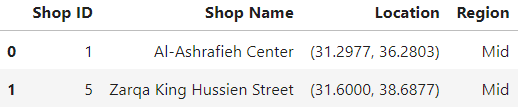 Shop ID Shop Name Location Region
0 1 Al-Ashrafieh Center (31.2977, 36.2803) Mid
1 5 Zarqa King Hussien Street (31.6000, 38.6877) Mid